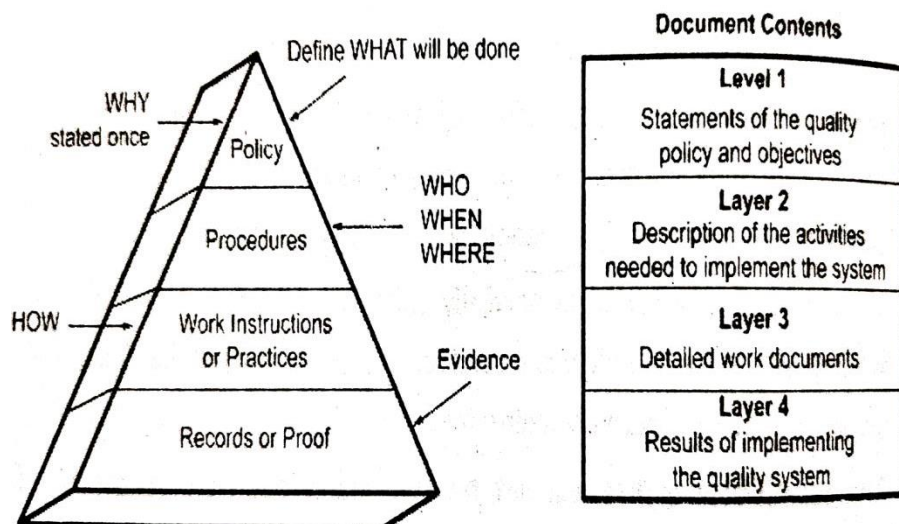 Define WHAT will be done
WHY
stated once
Policy
WHO
WHEN
WHERE
Procedures
HOW
Work Instructions
or Practices
Evidence
Records or Proof
Document Contents
Level 1
Statements of the quality
policy and objectives
Layer 2
Description of the activities
needed to implement the system
Layer 3
Detailed work documents
Layer 4
Results of implementing
the quality system